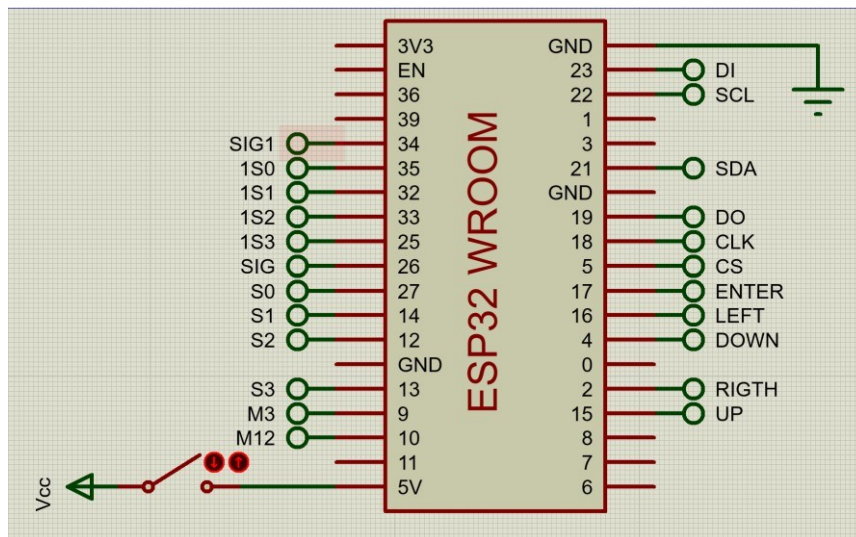 3V3 GND
EN 23 DI
36 22 SCL
39 1
SIG1 34 3
1S0 35 21 SDA
1S1 32 GND
1S2 33 19 DO
1S3 25 18 CLK
SIG 26 5 CS
S0 27 17 ENTER
S1 14 16 LEFT
S2 12 4 DOWN
GND 0
S3 13 2 RIGTH
M3 9 15 UP
M12 10 8
11 7
Vcc 5V 6
ESP32 WROOM